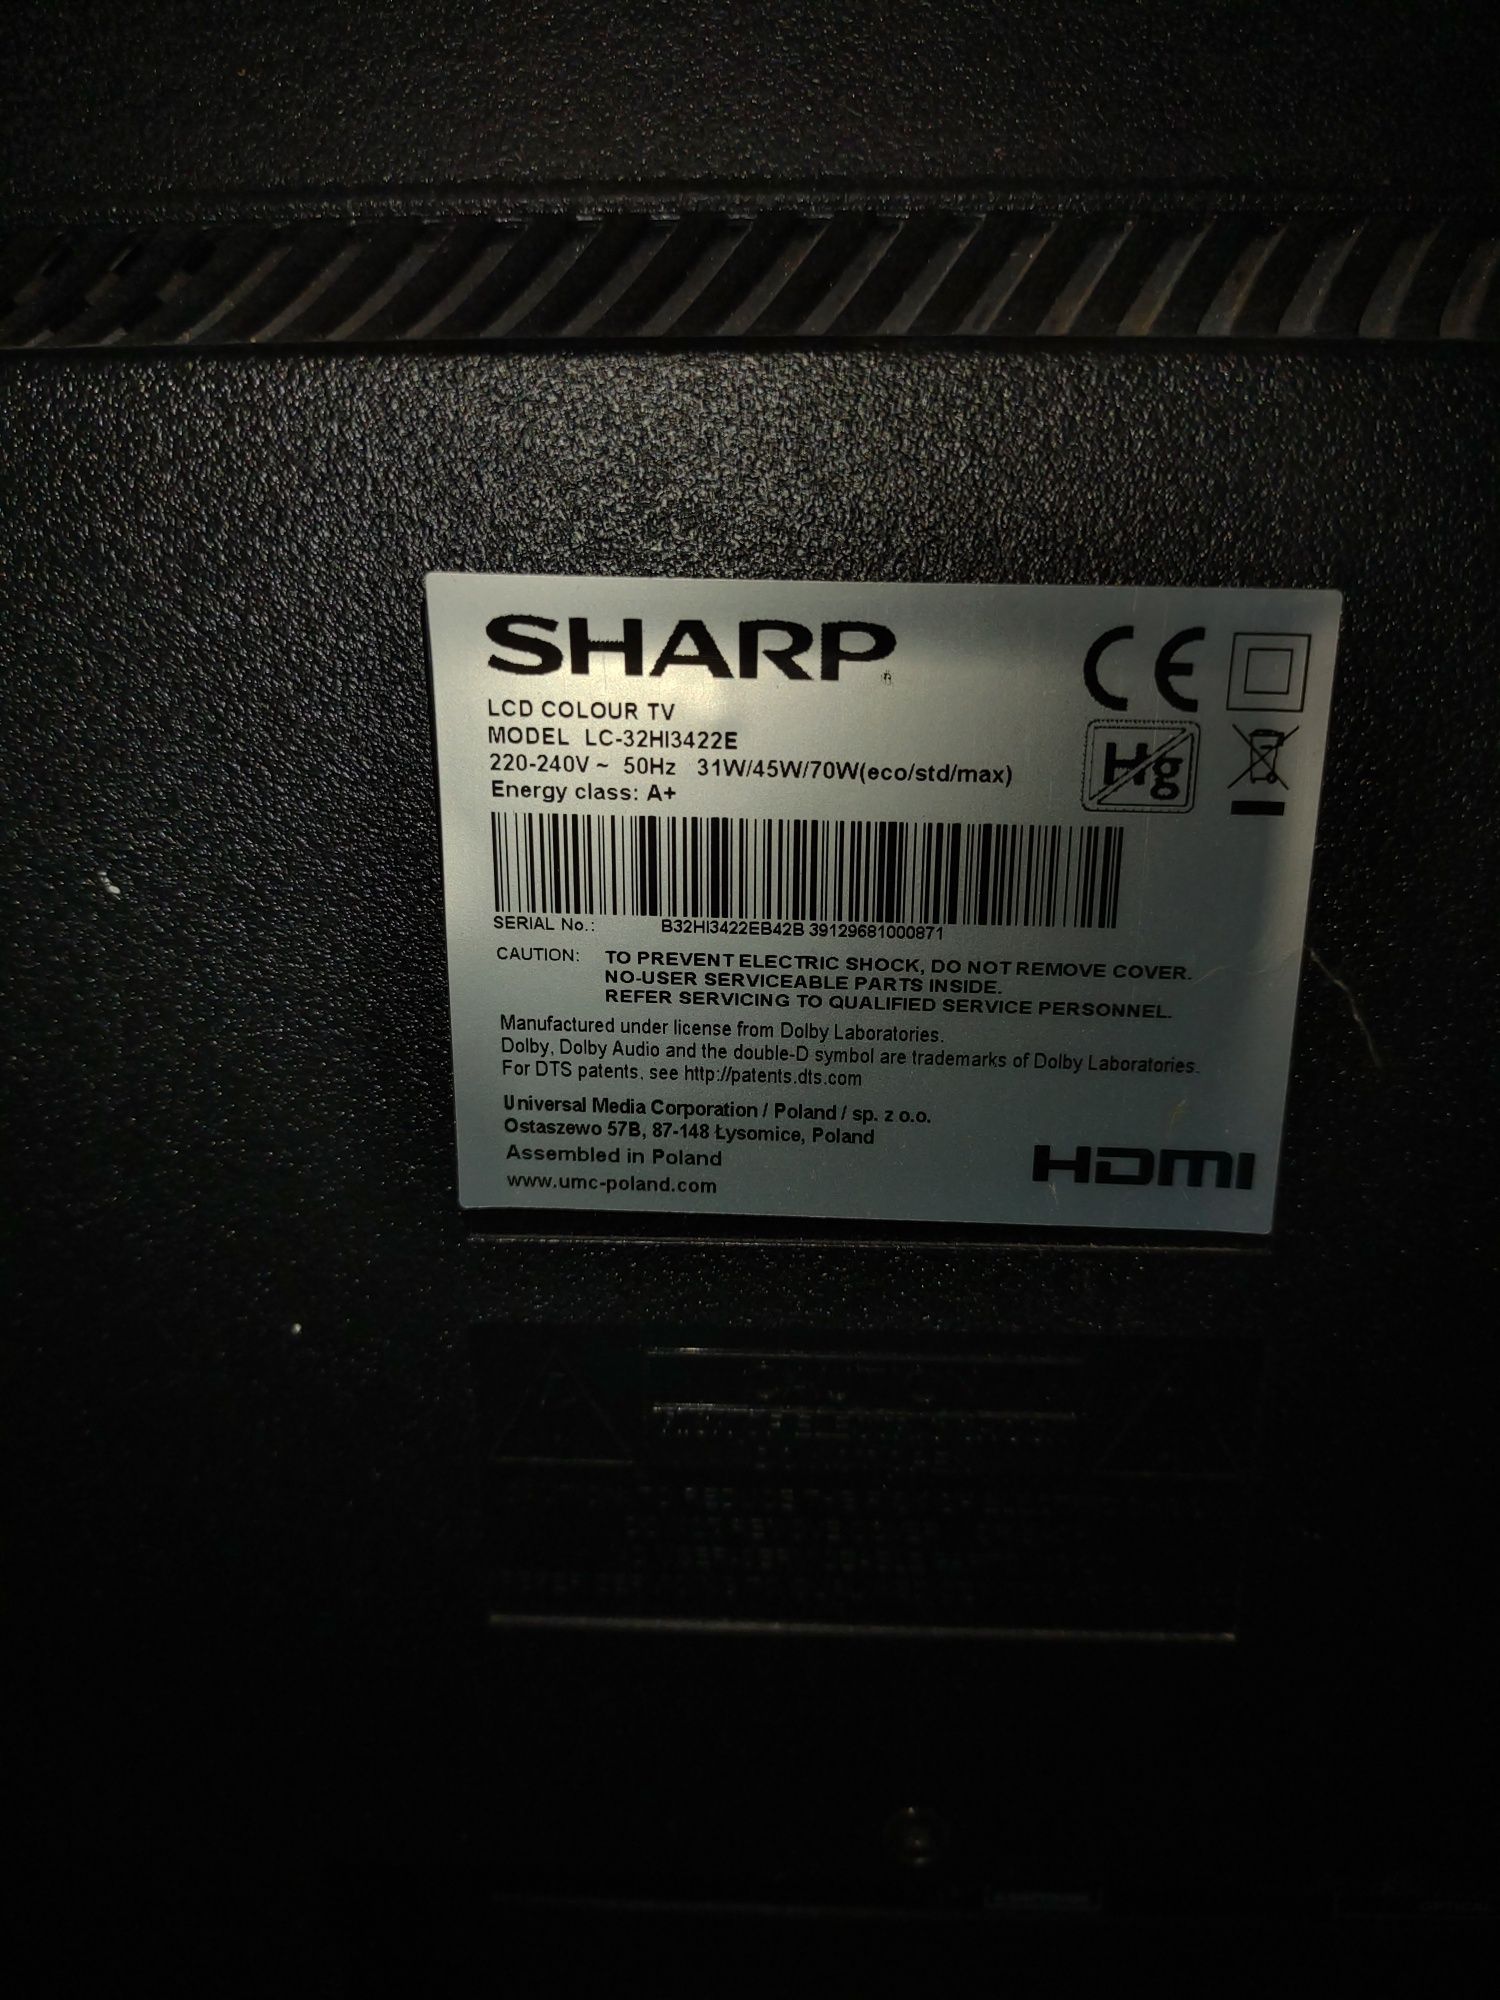 SHARP
CE
LCD COLOUR TV
MODEL LC-32HI3422E
220-240V ~ 50Hz 31W/45W/70W(eco/std/max)
Energy class: A+
Hg
SERIAL No.: B32HI3422EB42B 39129681000871
CAUTION: TO PREVENT ELECTRIC SHOCK, DO NOT REMOVE COVER.
NO-USER SERVICEABLE PARTS INSIDE.
REFER SERVICING TO QUALIFIED SERVICE PERSONNEL.
Manufactured under license from Dolby Laboratories.
Dolby, Dolby Audio and the double-D symbol are trademarks of Dolby Laboratories.
For DTS patents, see http://patents.dts.com
Universal Media Corporation / Poland / sp. z o.o.
Ostaszewo 57B, 87-148 Łysomice, Poland
Assembled in Poland
www.umc-poland.com
HDMI